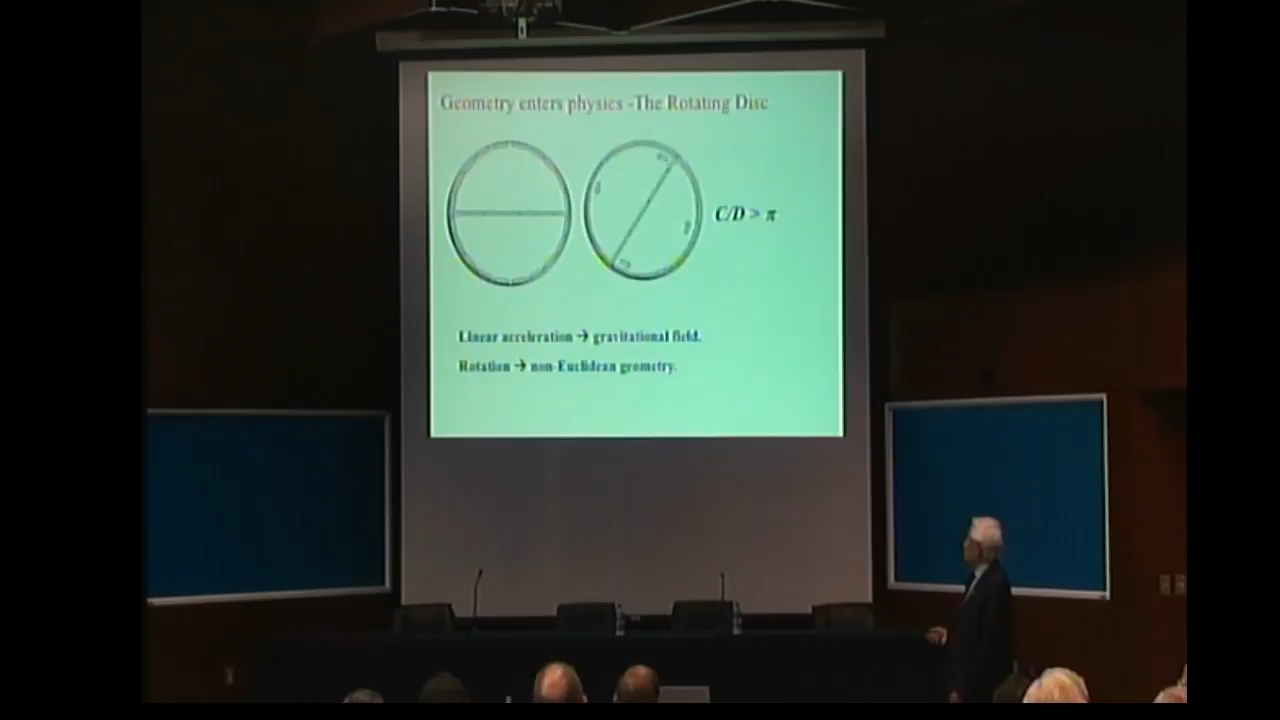 Geometry enters physics -The Rotating Disc
C/D > π
Linear acceleration → gravitational field.
Rotation → non-Euclidean geometry.